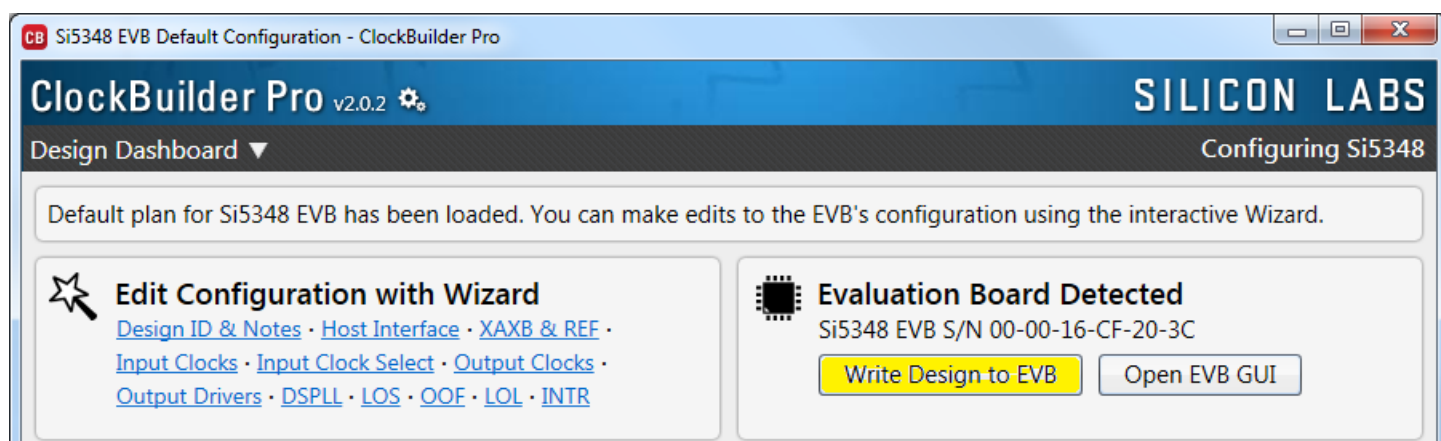 CB Si5348 EVB Default Configuration - ClockBuilder Pro
ClockBuilder Pro v2.0.2
SILICON LABS
Design Dashboard ▼
Configuring Si5348
Default plan for Si5348 EVB has been loaded. You can make edits to the EVB's configuration using the interactive Wizard.
Edit Configuration with Wizard
Design ID & Notes · Host Interface · XAXB & REF ·
Input Clocks · Input Clock Select · Output Clocks ·
Output Drivers · DSPLL · LOS · OOF · LOL · INTR
Evaluation Board Detected
Si5348 EVB S/N 00-00-16-CF-20-3C
Write Design to EVB
Open EVB GUI